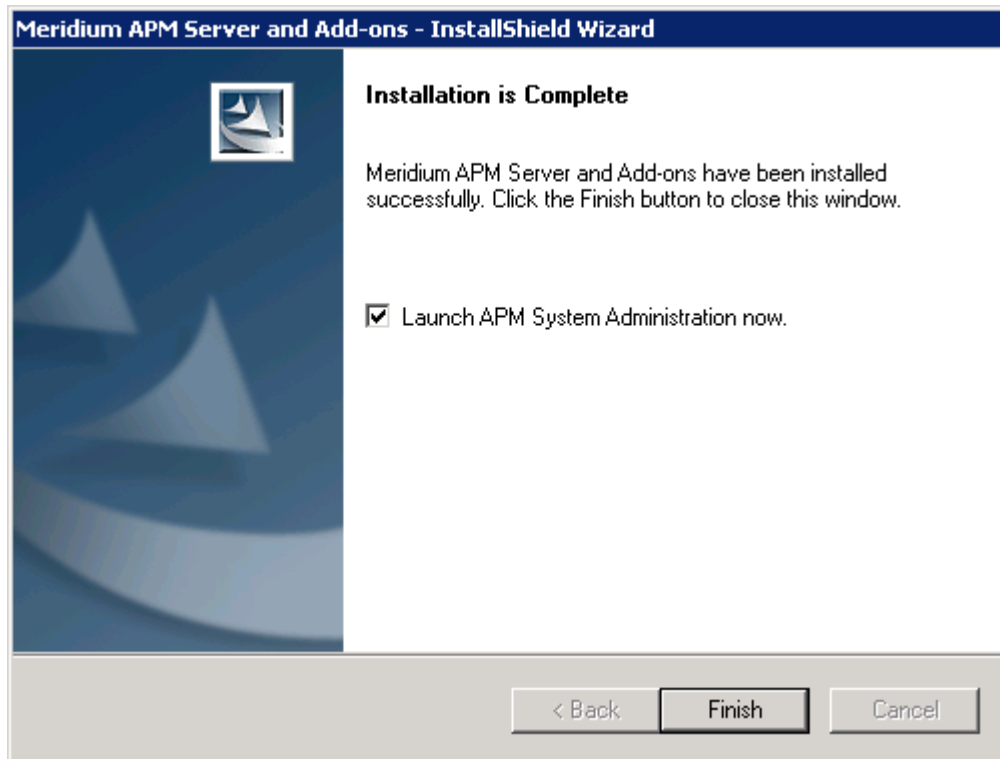 Meridium APM Server and Add-ons - InstallShield Wizard
Installation is Complete
Meridium APM Server and Add-ons have been installed
successfully. Click the Finish button to close this window.
Launch APM System Administration now.
< Back
Finish
Cancel